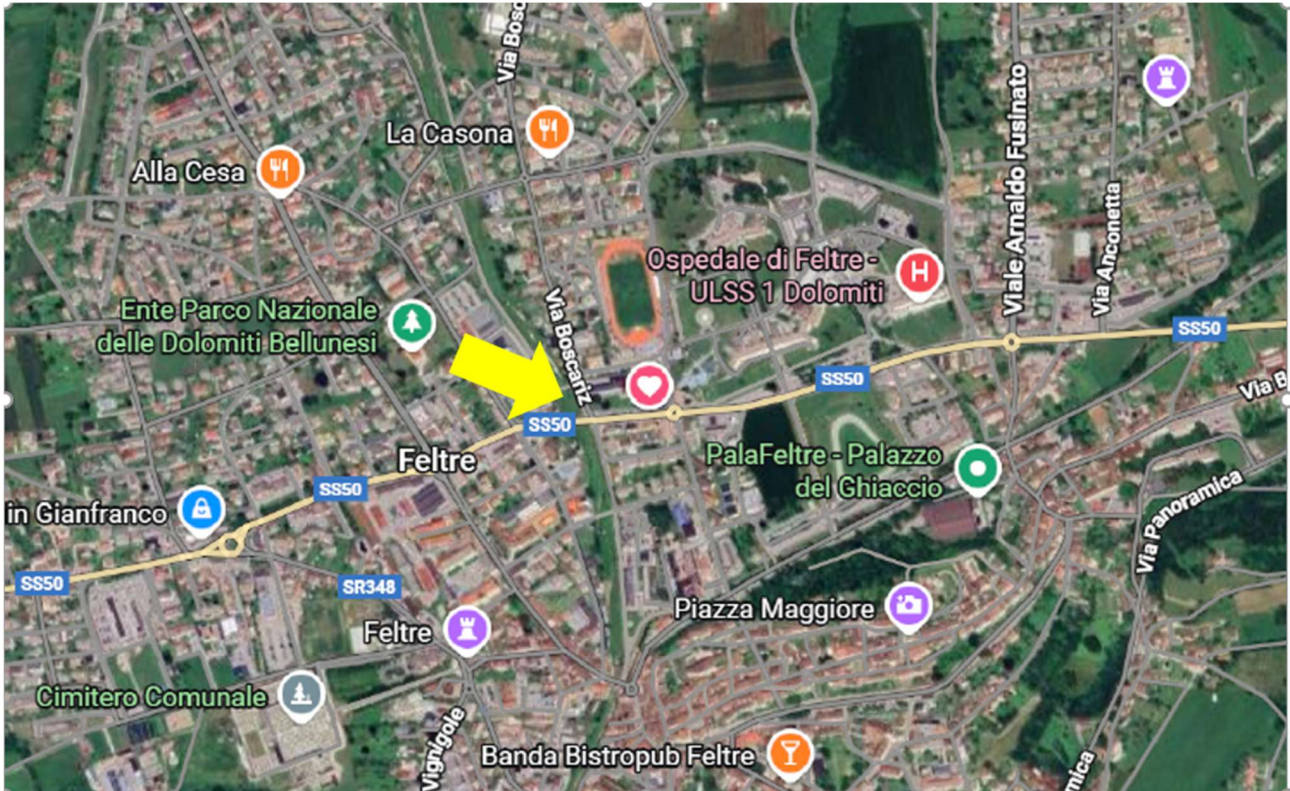 Via Bosc
La Casona
Alla Cesa
Viale Arnaldo Fusinato
Via Anconetta
Ospedale di Feltre -
ULSS 1 Dolomiti
H
Ente Parco Nazionale
delle Dolomiti Bellunesi
Via Boscariz
SS50
SS50
SS50
Via B
Feltre
PalaFeltre - Palazzo
del Ghiaccio
SS50
in Gianfranco
Via Panoramica
SS50
SR348
Piazza Maggiore
Feltre
Cimitero Comunale
Vignigole
Banda Bistropub Feltre
mica